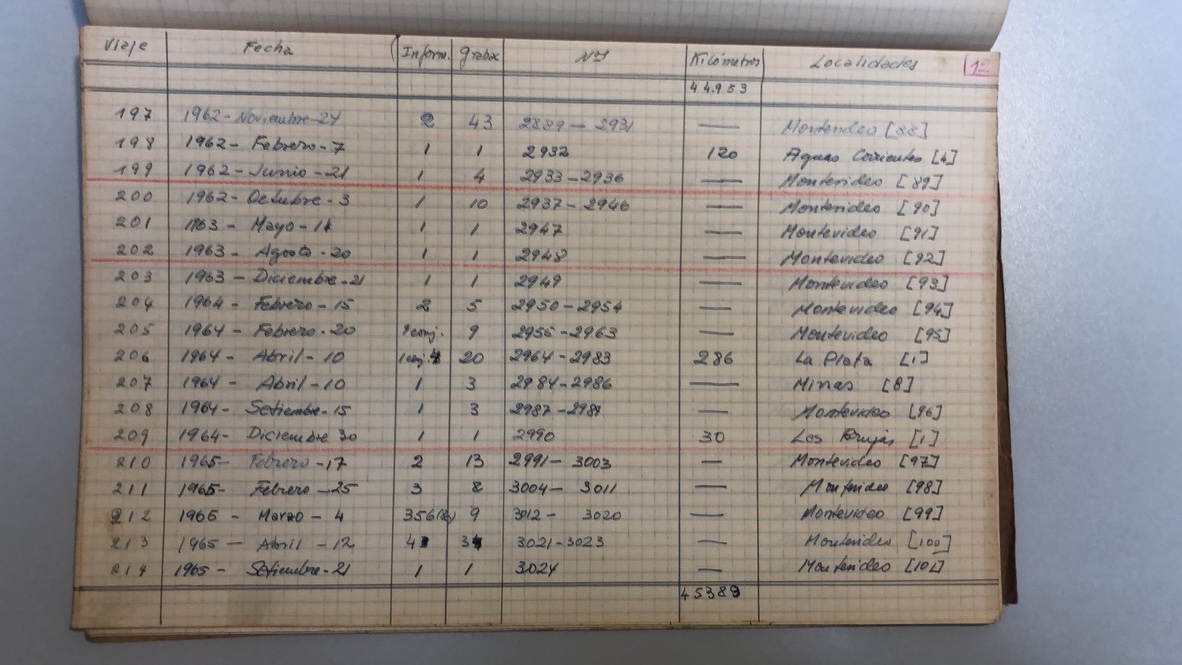 Viaje Fecha Inform. Grabac Nos Kilómetros Localidades 12
44953
197 1962 - Noviembre - 24 2 43 2889 - 2931 — Montevideo [88]
198 1962 - Febrero - 7 1 1 2932 120 Aguas Corrientes [4]
199 1962 - Junio - 21 1 4 2933 - 2936 — Montevideo [89]
200 1962 - Octubre - 3 1 10 2937 - 2946 — Montevideo [90]
201 1963 - Mayo - 1 1 2947 — Montevideo [91]
202 1963 - Agosto - 20 1 1 2948 — Montevideo [92]
203 1963 - Diciembre - 21 1 1 2949 — Montevideo [93]
204 1964 - Febrero - 15 2 5 2950 - 2954 — Montevideo [94]
205 1964 - Febrero - 20 1 conj. 9 2955 - 2963 — Montevideo [95]
206 1964 - Abril - 10 1 conj. 20 2964 - 2983 286 La Plata [1]
207 1964 - Abril - 10 1 3 2984 - 2986 — Minas [8]
208 1964 - Setiembre - 15 1 3 2987 - 2989 — Montevideo [96]
209 1964 - Diciembre 30 1 1 2990 30 Las Brujas [1]
210 1965 - Febrero - 17 2 13 2991 - 3003 — Montevideo [97]
211 1965 - Febrero - 25 3 8 3004 - 3011 — Montevideo [98]
212 1965 - Marzo - 4 9 3012 - 3020 — Montevideo [99]
213 1965 - Abril - 12 3021 - 3023 — Montevideo [100]
214 1965 - Setiembre - 21 1 1 3024 — Montevideo [101]
45389